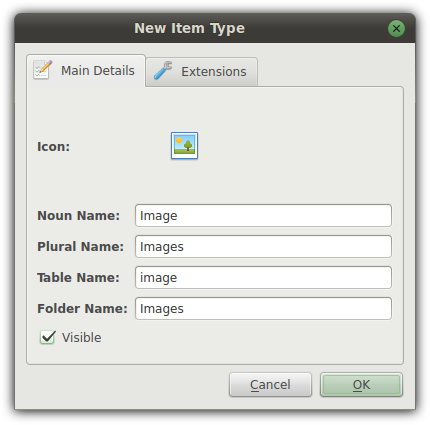 New Item Type
Main Details Extensions
Icon:
Noun Name: Image
Plural Name: Images
Table Name: image
Folder Name: Images
Visible
Cancel OK